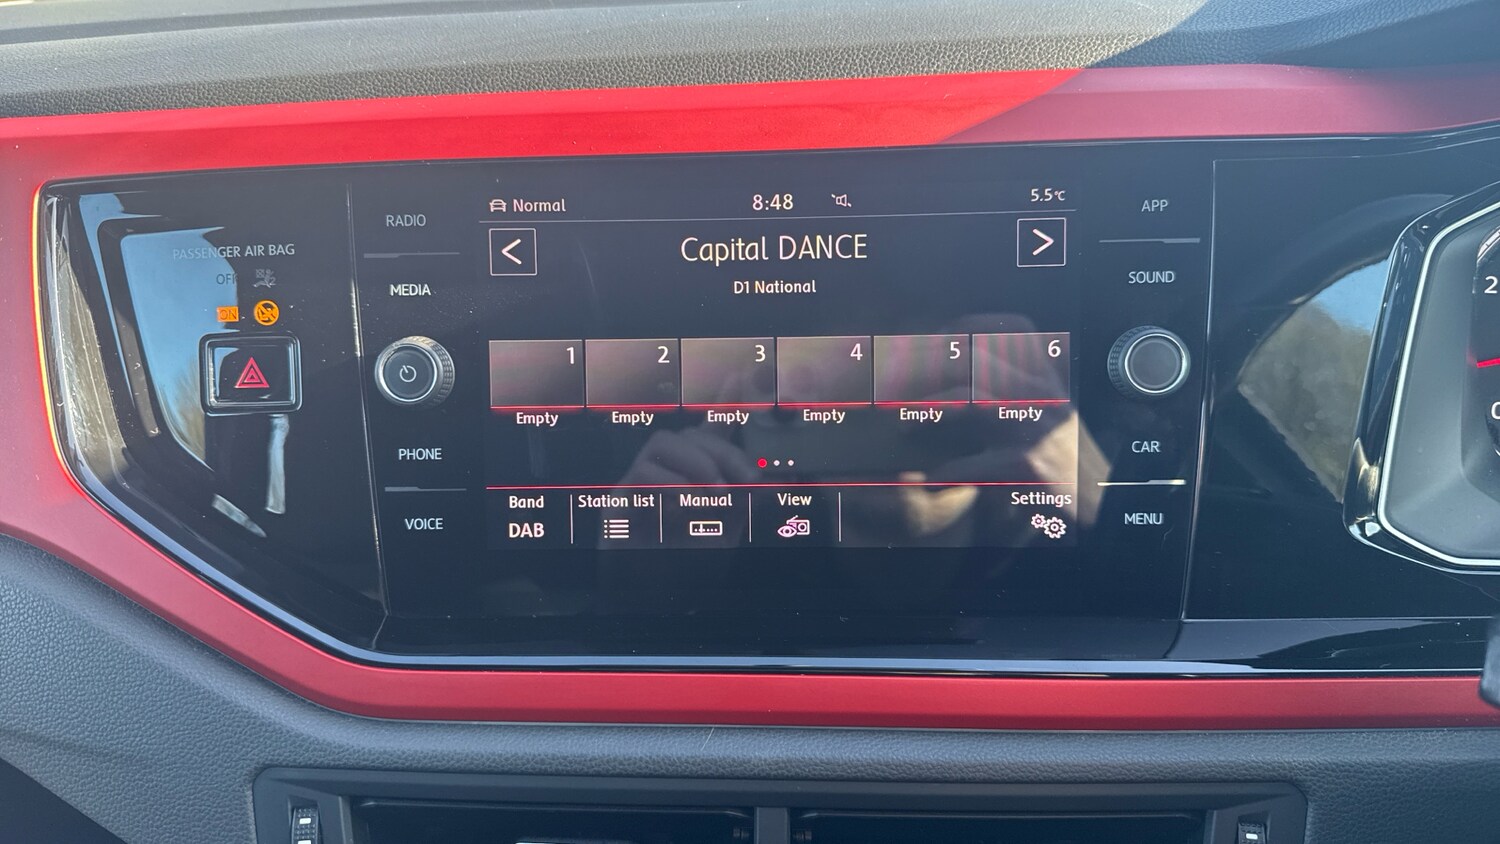 PASSENGER AIR BAG
OFF
ON
RADIO
MEDIA
PHONE
VOICE
Normal
8:48
5.5°C
<
Capital DANCE
>
D1 National
1 2 3 4 5 6
Empty Empty Empty Empty Empty Empty
Band Station list Manual View Settings
DAB
APP
SOUND
CAR
MENU
2